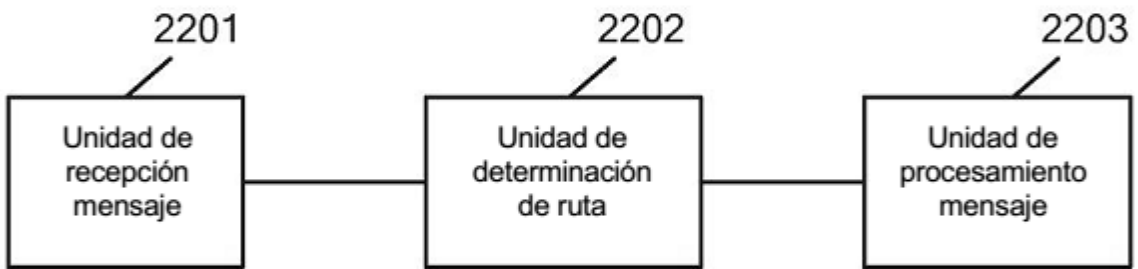 2201
2202
2203
Unidad de
recepción
mensaje
Unidad de
determinación
de ruta
Unidad de
procesamiento
mensaje